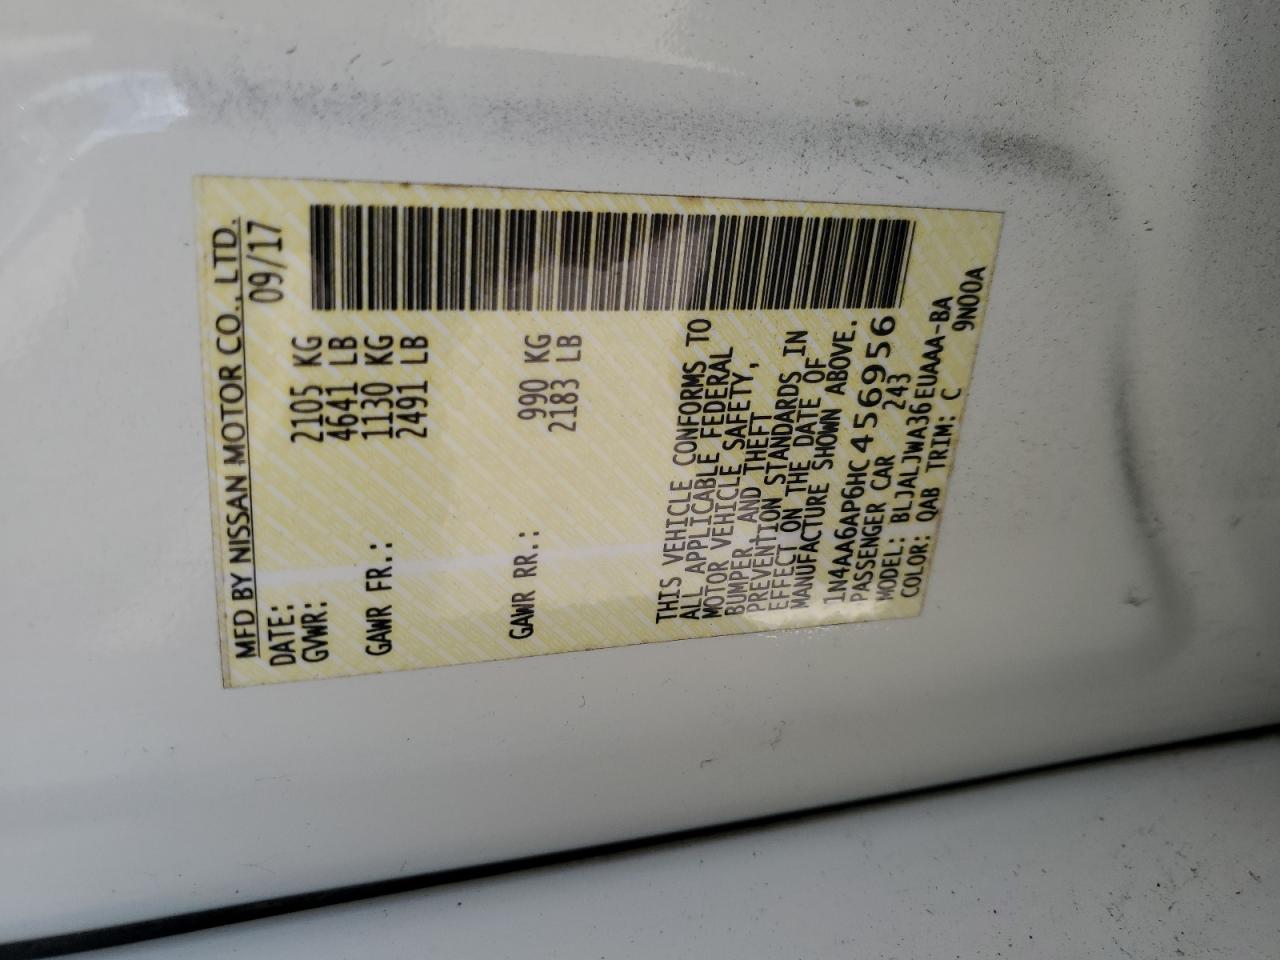 MFD BY NISSAN MOTOR CO., LTD.
DATE: 09/17
GVWR: 2105 KG
4641 LB
GAWR FR.: 1130 KG
2491 LB
GAWR RR.: 990 KG
2183 LB
THIS VEHICLE CONFORMS TO
ALL APPLICABLE FEDERAL
MOTOR VEHICLE SAFETY,
BUMPER, AND THEFT
PREVENTION STANDARDS IN
EFFECT ON THE DATE OF
MANUFACTURE SHOWN ABOVE.
1N4AA6AP6HC456956
PASSENGER CAR 243
MODEL: BLJALJWA36EUAAA-BA
COLOR: QAB TRIM: C 9N00A